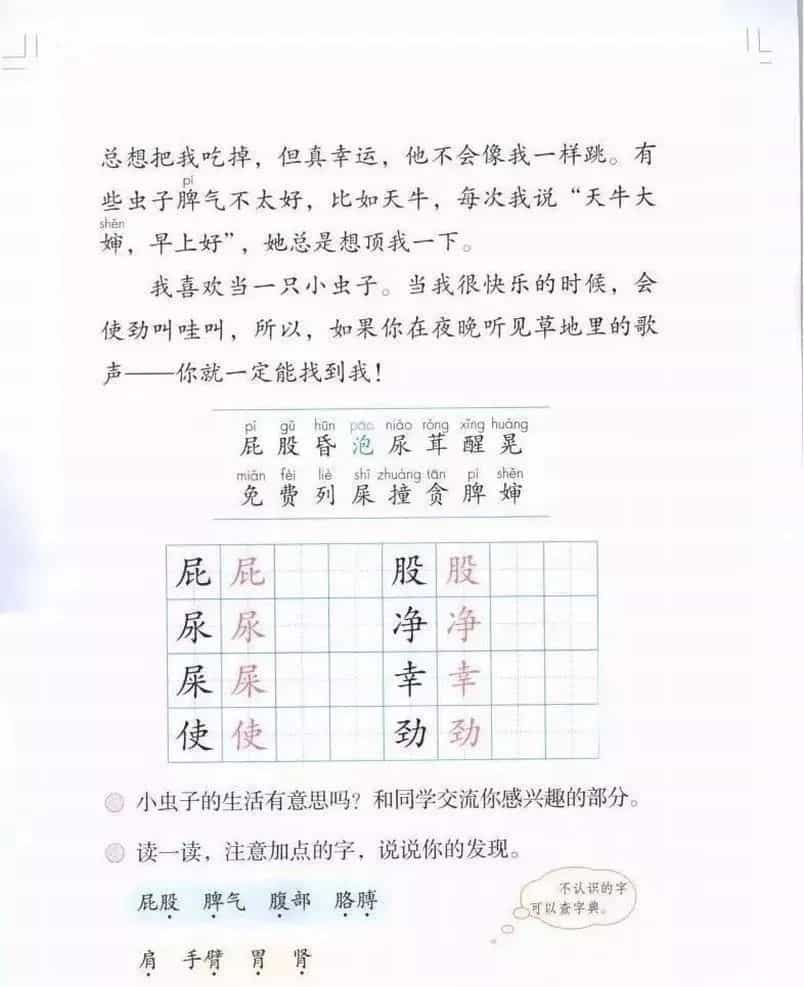 总想把我吃掉，但真幸运，他不会像我一样跳。有
pí
些虫子脾气不太好，比如天牛，每次我说“天牛大
shěn
婶，早上好”，她总是想顶我一下。
我喜欢当一只小虫子。当我很快乐的时候，会
使劲叫哇叫，所以，如果你在夜晚听见草地里的歌
声——你就一定能找到我！
pì gǔ hūn pāo niào róng xǐng huáng
屁 股 昏 泡 尿 茸 醒 晃
miǎn fèi liè shǐ zhuàng tān pí shěn
免 费 列 屎 撞 贪 脾 婶
屁 屁 股 股
尿 尿 净 净
屎 屎 幸 幸
使 使 劲 劲
小虫子的生活有意思吗？和同学交流你感兴趣的部分。
读一读，注意加点的字，说说你的发现。
屁股 脾气 腹部 胳膊
不认识的字
可以查字典。
肩 手臂 胃 肾